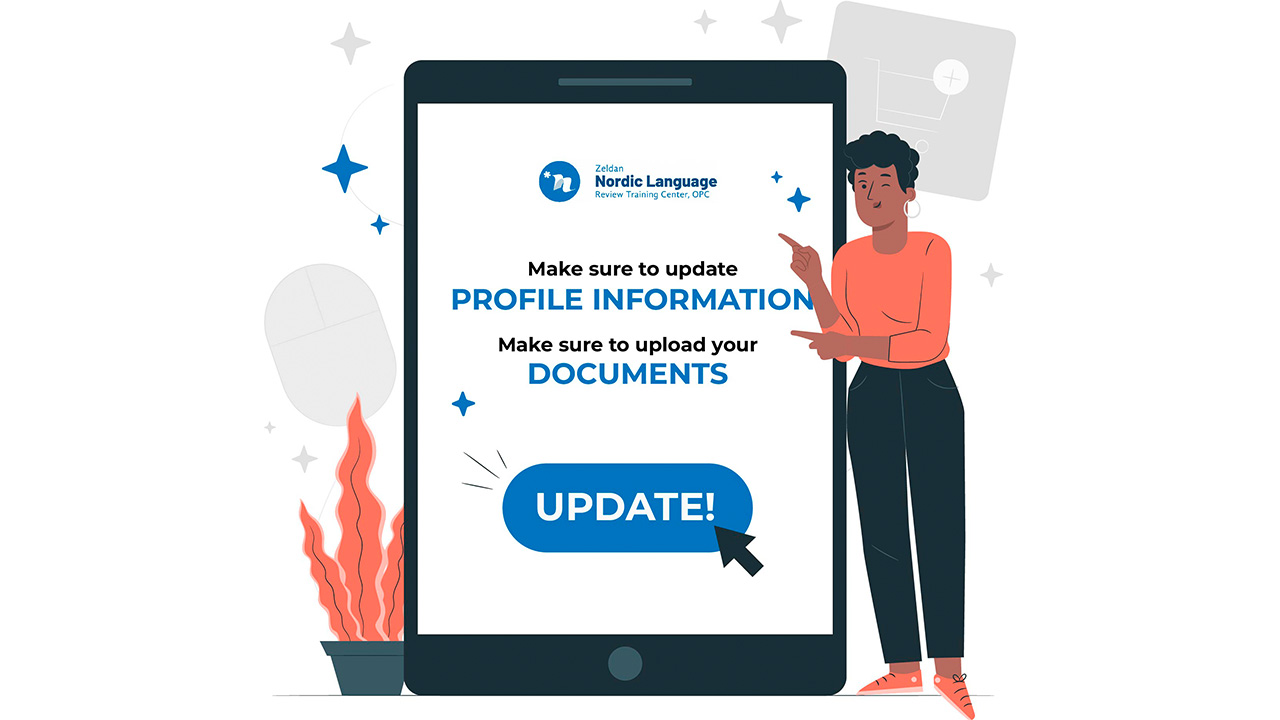 Zeldan
Nordic Language
Review Training Center, OPC
Make sure to update
PROFILE INFORMATION
Make sure to upload your
DOCUMENTS
UPDATE!